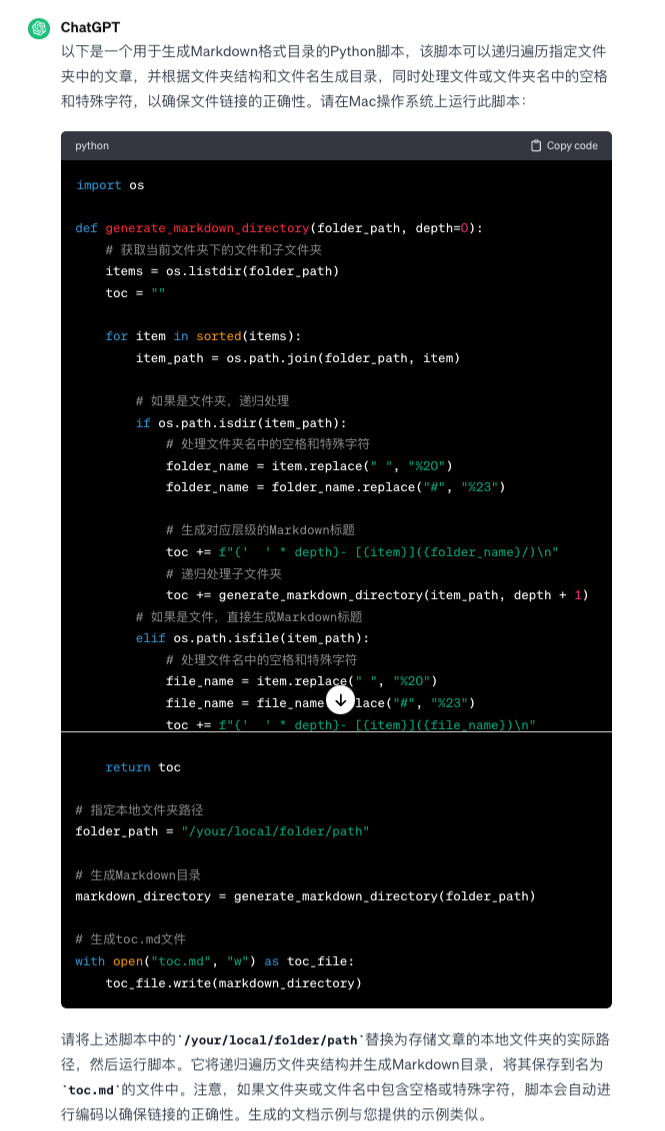 ChatGPT
以下是一个用于生成Markdown格式目录的Python脚本，该脚本可以递归遍历指定文件
夹中的文章，并根据文件夹结构和文件名生成目录，同时处理文件或文件夹名中的空格
和特殊字符，以确保文件链接的正确性。请在Mac操作系统上运行此脚本：
python Copy code
import os
def generate_markdown_directory(folder_path, depth=0):
    # 获取当前文件夹下的文件和子文件夹
    items = os.listdir(folder_path)
    toc = ""
    for item in sorted(items):
        item_path = os.path.join(folder_path, item)
        # 如果是文件夹，递归处理
        if os.path.isdir(item_path):
            # 处理文件夹名中的空格和特殊字符
            folder_name = item.replace(" ", "%20")
            folder_name = folder_name.replace("#", "%23")
            # 生成对应层级的Markdown标题
            toc += f"{'  ' * depth}- [{item}]({folder_name}/)\n"
            # 递归处理子文件夹
            toc += generate_markdown_directory(item_path, depth + 1)
        # 如果是文件，直接生成Markdown标题
        elif os.path.isfile(item_path):
            # 处理文件名中的空格和特殊字符
            file_name = item.replace(" ", "%20")
            file_name = file_name lace("#", "%23")
            toc += f"{'  ' * depth}- [{item}]({file_name})\n"
    return toc
# 指定本地文件夹路径
folder_path = "/your/local/folder/path"
# 生成Markdown目录
markdown_directory = generate_markdown_directory(folder_path)
# 生成toc.md文件
with open("toc.md", "w") as toc_file:
    toc_file.write(markdown_directory)
请将上述脚本中的`/your/local/folder/path`替换为存储文章的本地文件夹的实际路
径，然后运行脚本。它将递归遍历文件夹结构并生成Markdown目录，将其保存到名为
`toc.md`的文件中。注意，如果文件夹或文件名中包含空格或特殊字符，脚本会自动进
行编码以确保链接的正确性。生成的文档示例与您提供的示例类似。